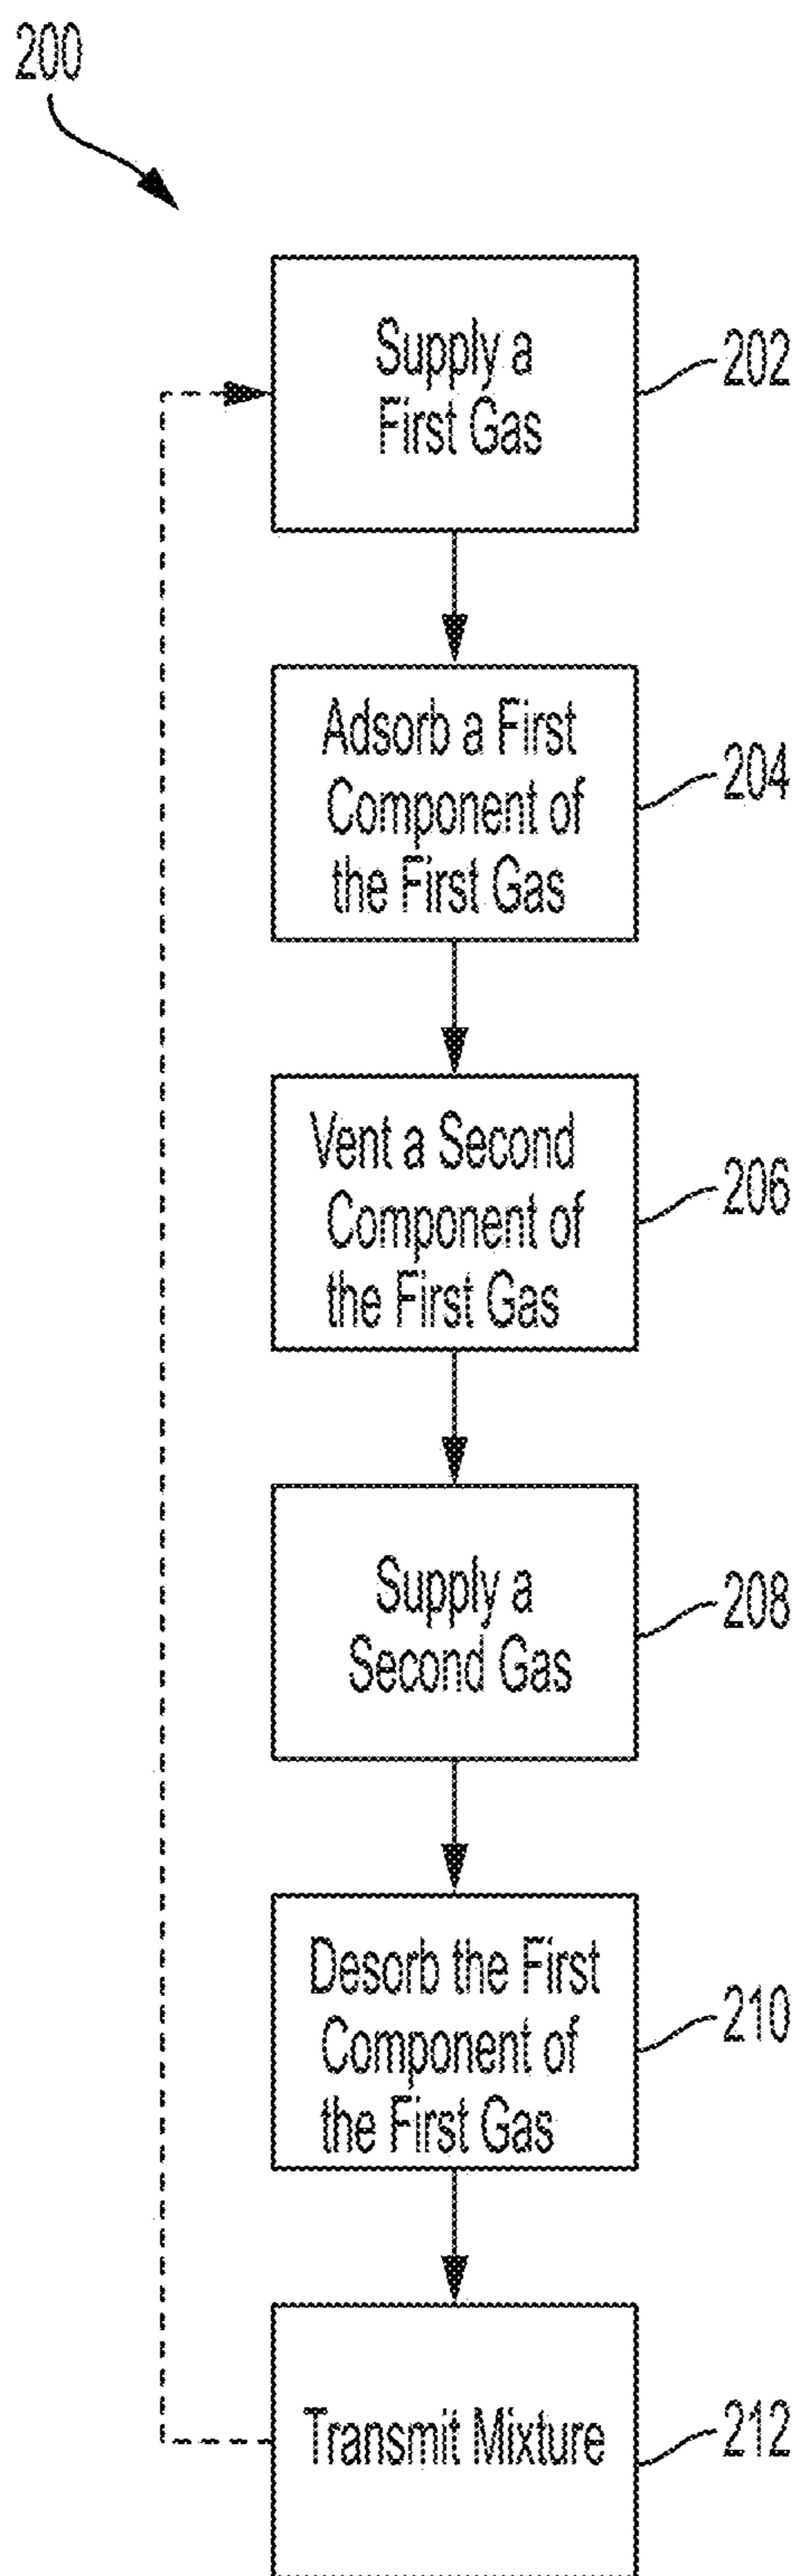 200
Supply a
First Gas
202
Adsorb a First
Component of
the First Gas
204
Vent a Second
Component of
the First Gas
206
Supply a
Second Gas
208
Desorb the First
Component of
the First Gas
210
Transmit Mixture
212